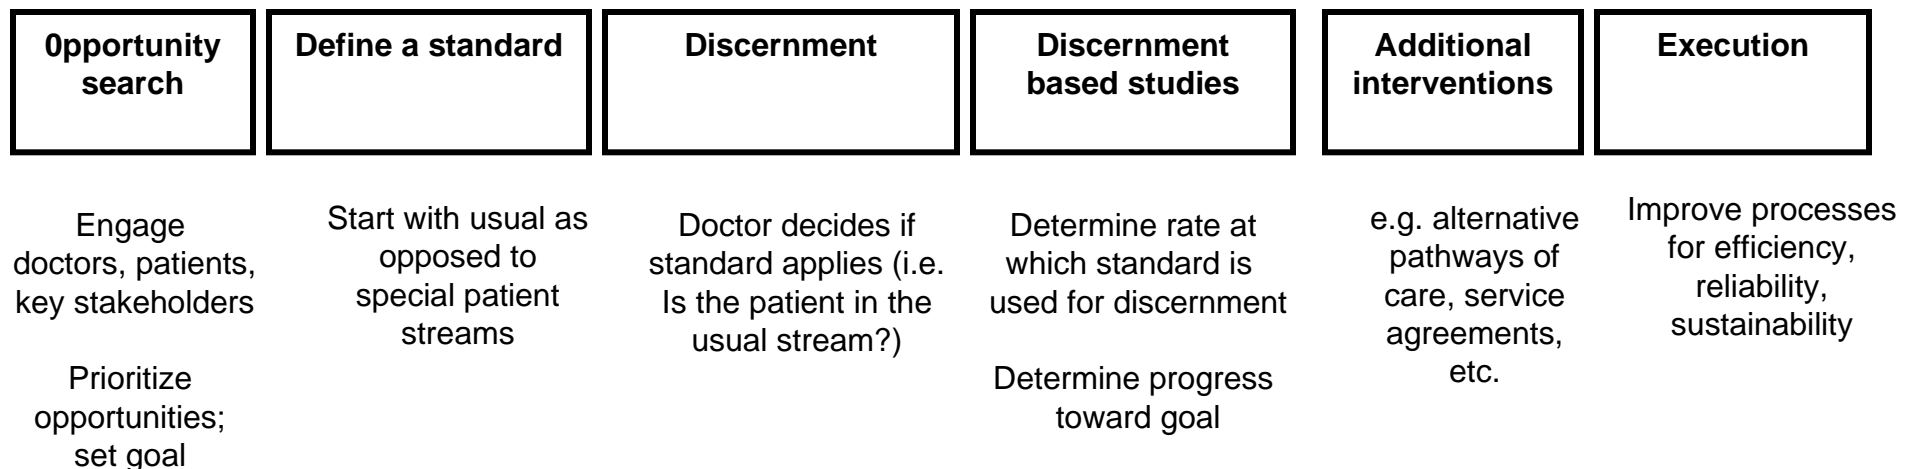 0pportunity
search
Define a standard
Discernment
Discernment
based studies
Additional
interventions
Execution
Engage
doctors, patients,
key stakeholders
Prioritize
opportunities;
set goal
Start with usual as
opposed to
special patient
streams
Doctor decides if
standard applies (i.e.
Is the patient in the
usual stream?)
Determine rate at
which standard is
used for discernment
Determine progress
toward goal
e.g. alternative
pathways of
care, service
agreements,
etc.
Improve processes
for efficiency,
reliability,
sustainability